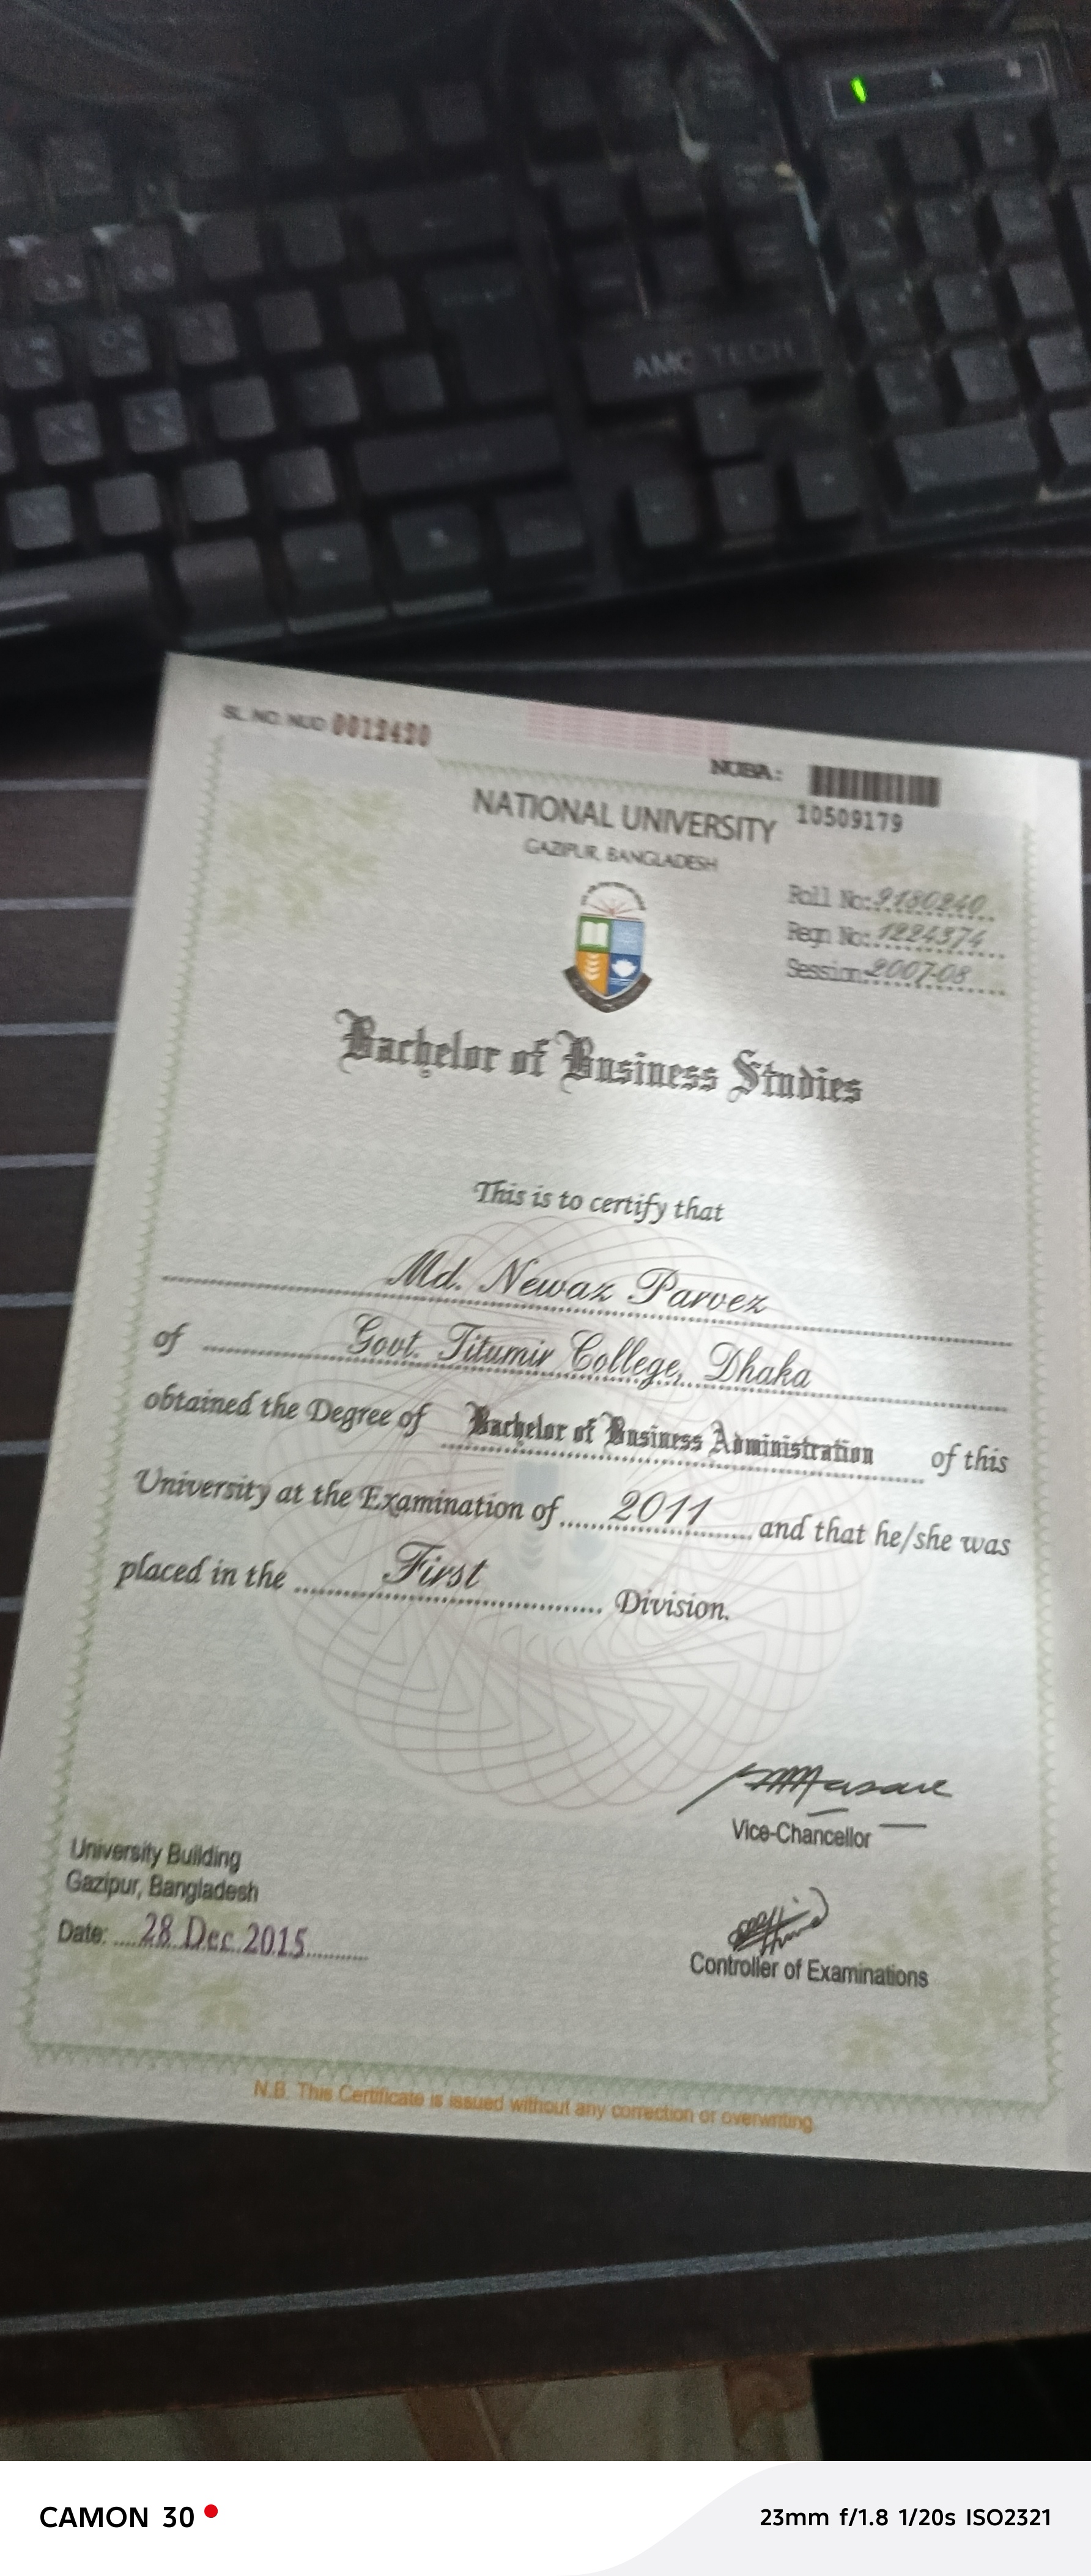 AMC TECH
SL. NO. NUD 0012420
NUBA :
10509179
NATIONAL UNIVERSITY
GAZIPUR, BANGLADESH
Roll No: 9180240
Regn No: 1224374
Session: 2007-08
Bachelor of Business Studies
This is to certify that
Md. Newaz Parvez
of Govt. Titumir College, Dhaka
obtained the Degree of Bachelor of Business Administration of this
University at the Examination of 2011 and that he/she was
placed in the First Division.
Vice-Chancellor
University Building
Gazipur, Bangladesh
Date: 28 Dec 2015
Controller of Examinations
N.B. This Certificate is issued without any correction or overwriting.
CAMON 30
23mm f/1.8 1/20s ISO2321